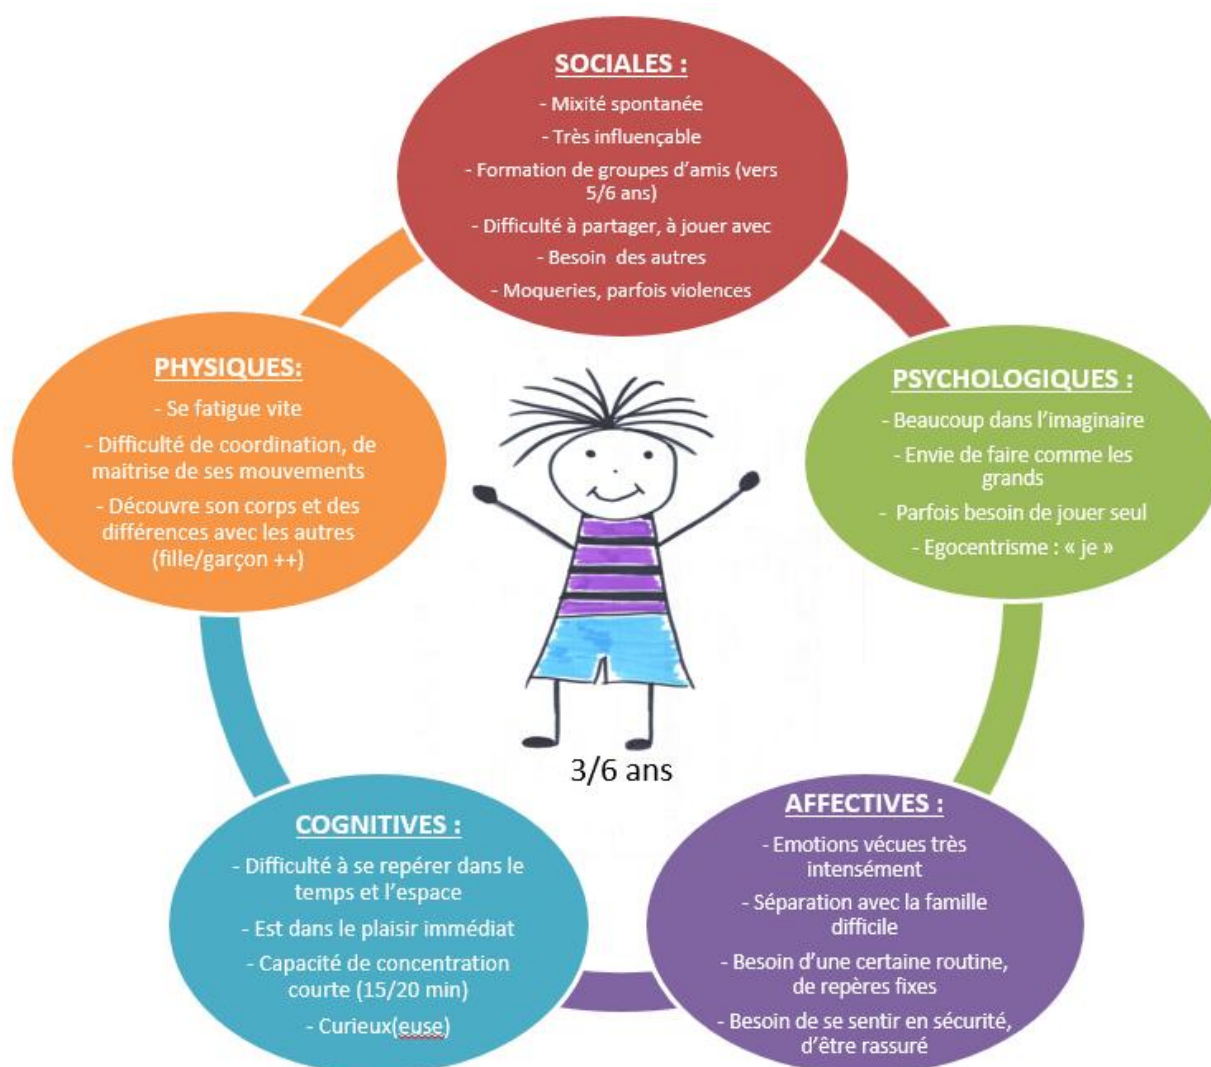 SOCIALES :
- Mixité spontanée
- Très influençable
- Formation de groupes d'amis (vers
5/6 ans)
- Difficulté à partager, à jouer avec
- Besoin  des autres
- Moqueries, parfois violences
PHYSIQUES:
- Se fatigue vite
- Difficulté de coordination, de
maitrise de ses mouvements
- Découvre son corps et des
différences avec les autres
(fille/garçon ++)
PSYCHOLOGIQUES :
- Beaucoup dans l'imaginaire
- Envie de faire comme les
grands
- Parfois besoin de jouer seul
- Egocentrisme : « je »
3/6 ans
COGNITIVES :
- Difficulté à se repérer dans le
temps et l'espace
- Est dans le plaisir immédiat
- Capacité de concentration
courte (15/20 min)
- Curieux(euse)
AFFECTIVES :
- Emotions vécues très
intensément
- Séparation avec la famille
difficile
- Besoin d'une certaine routine,
de repères fixes
- Besoin de se sentir en sécurité,
d'être rassuré